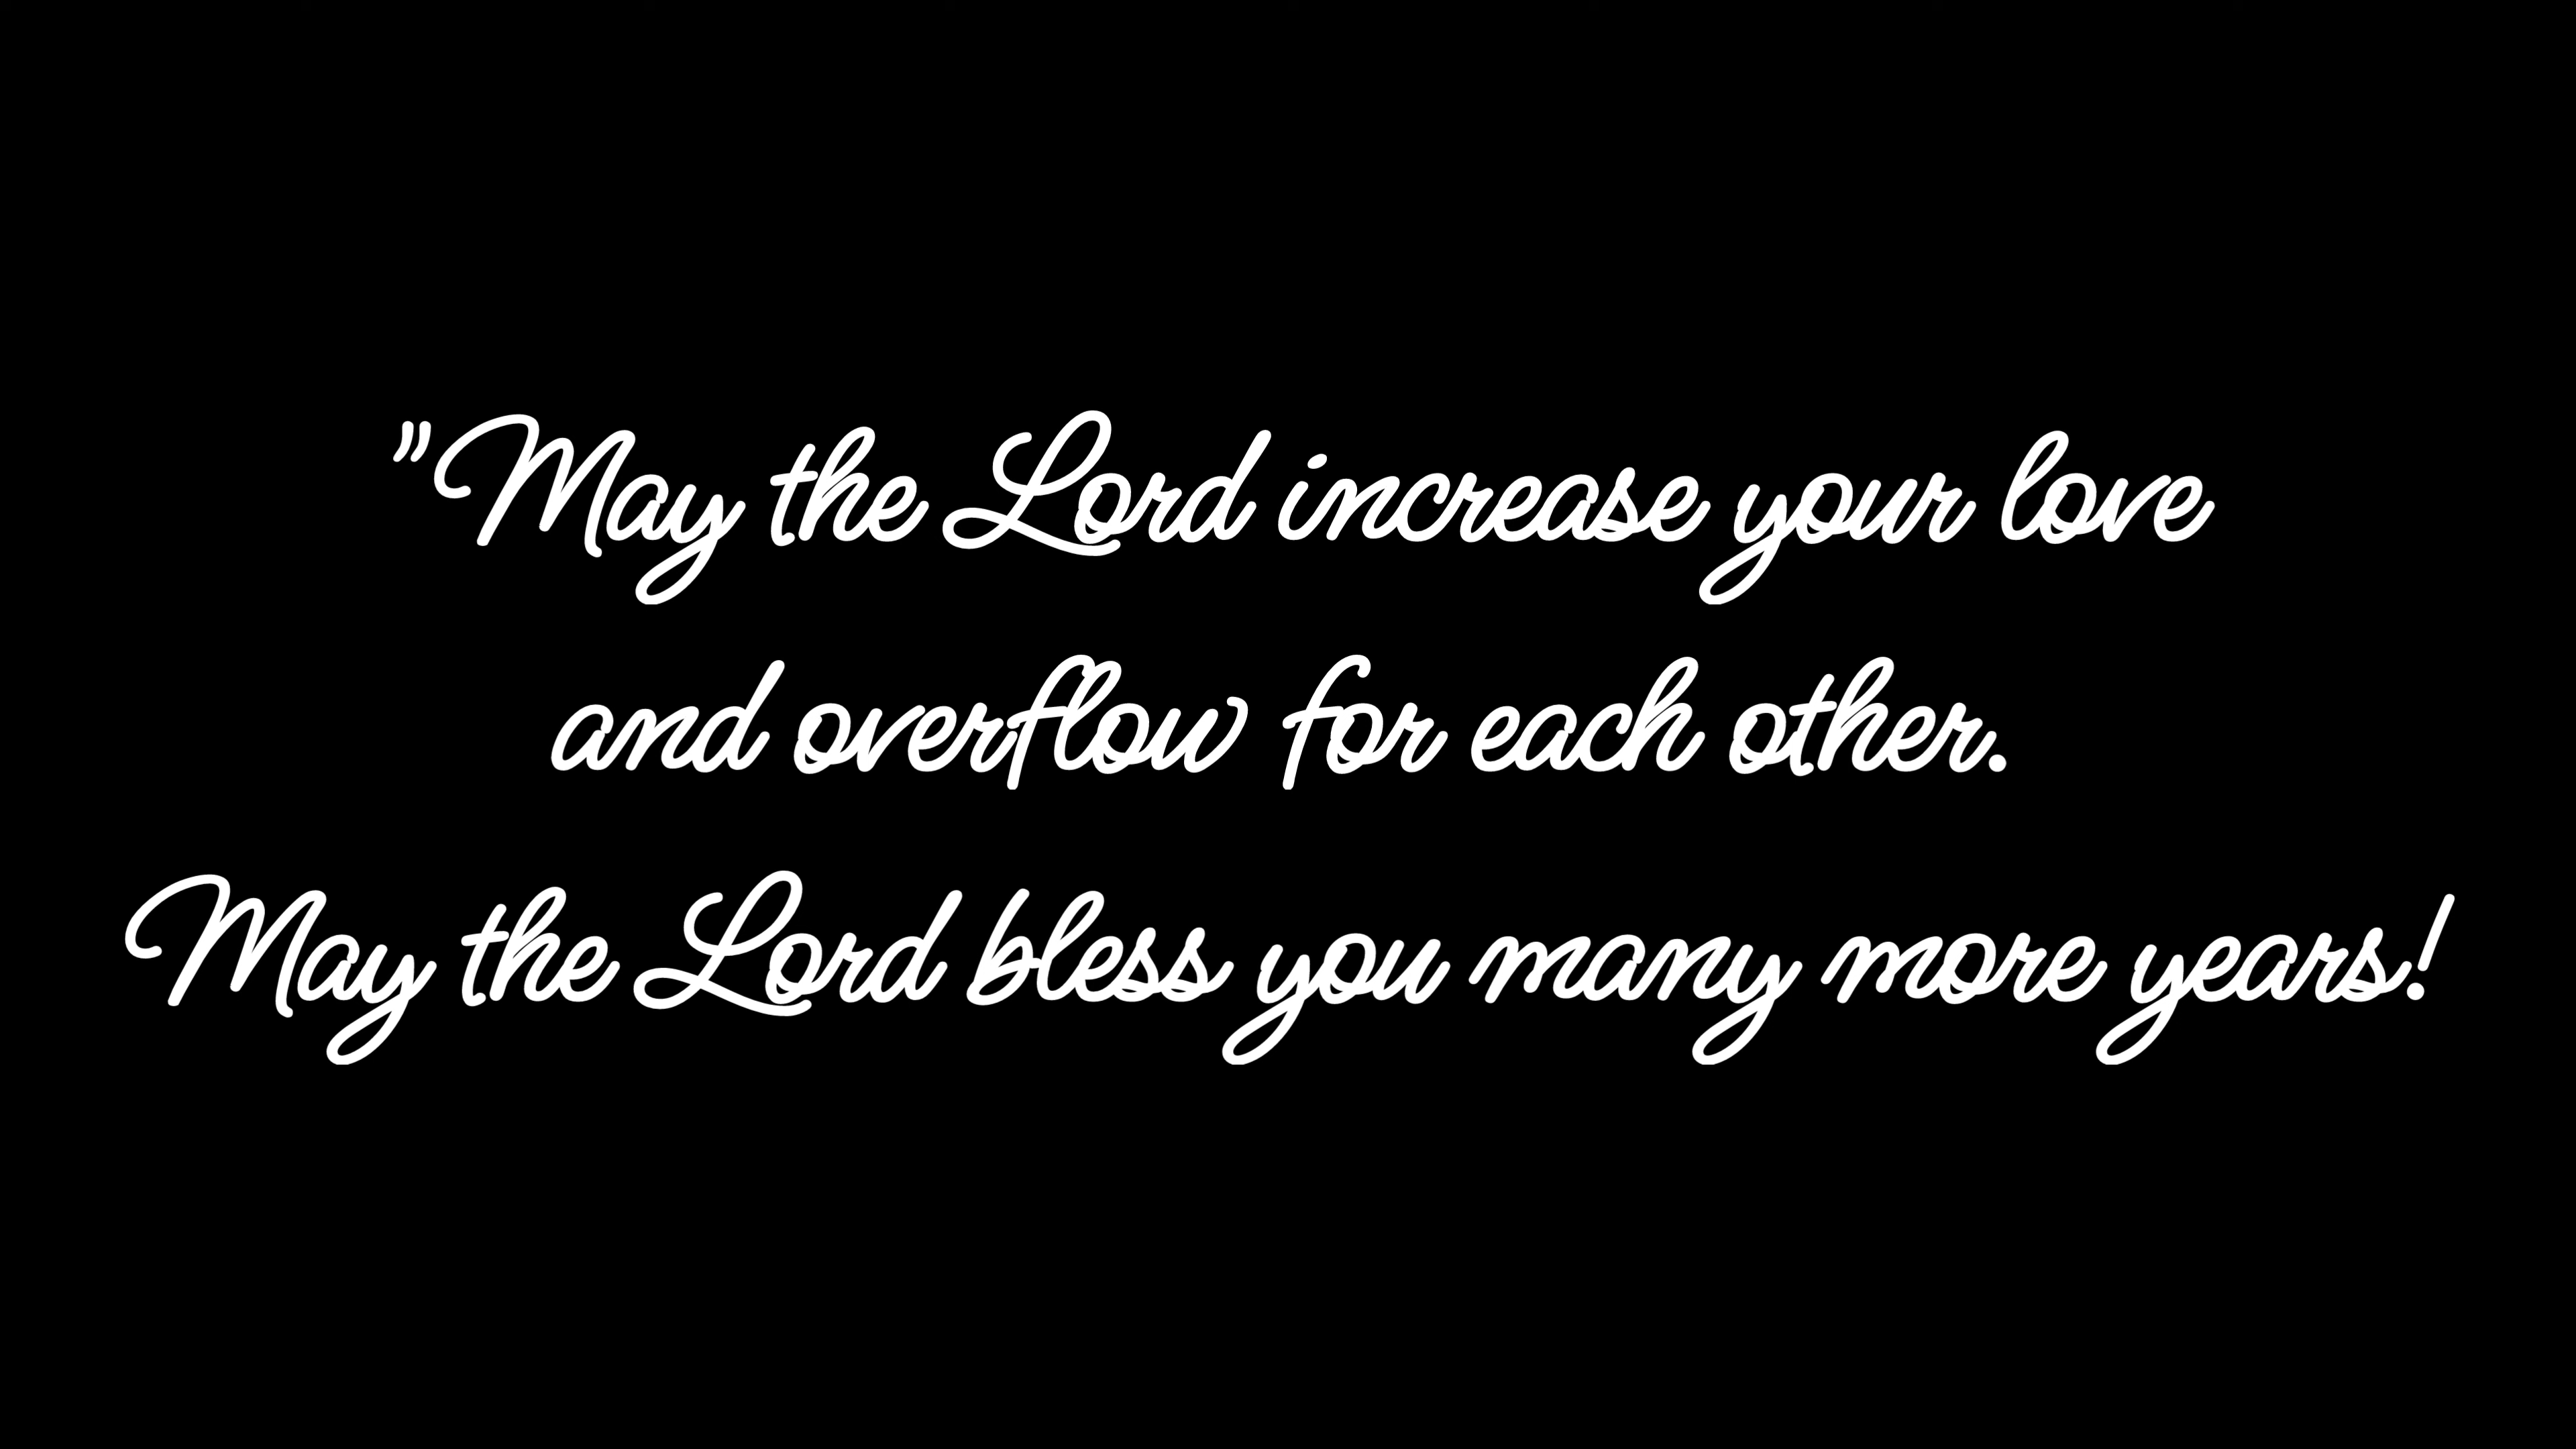 ”May the Lord increase your love
and overflow for each other.
May the Lord bless you many more years!